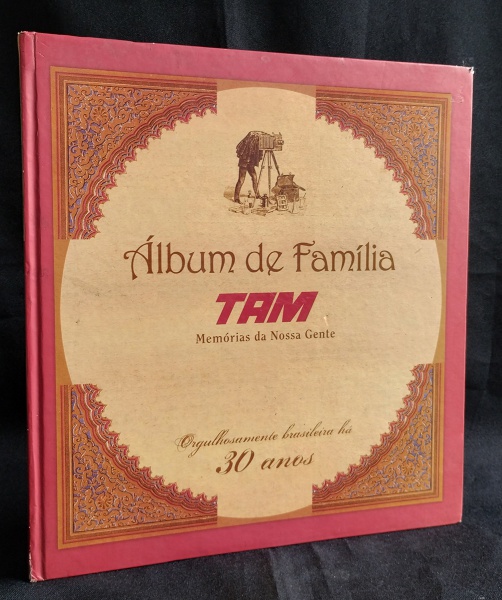 Álbum de Família
TAM
Memórias da Nossa Gente
Orgulhosamente brasileira há
30 anos